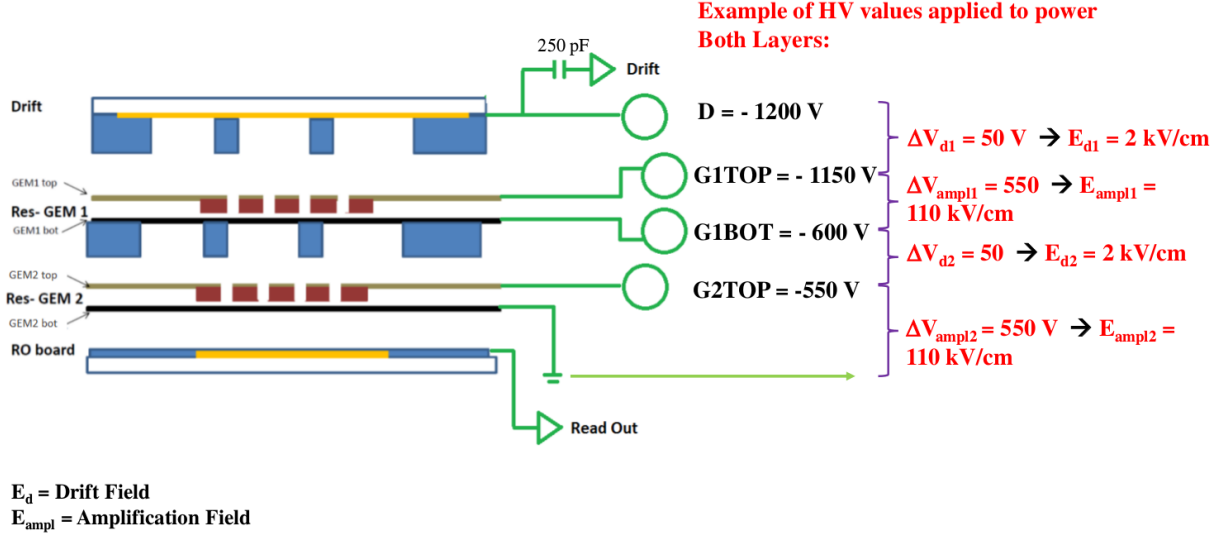 Example of HV values applied to power
Both Layers:
250 pF
Drift
Drift
D = - 1200 V
ΔVd1 = 50 V → Ed1 = 2 kV/cm
GEM1 top
G1TOP = - 1150 V
Res- GEM 1
ΔVampl1 = 550 → Eampl1 =
110 kV/cm
GEM1 bot
G1BOT = - 600 V
ΔVd2 = 50 → Ed2 = 2 kV/cm
GEM2 top
G2TOP = -550 V
Res- GEM 2
GEM2 bot
ΔVampl2 = 550 V → Eampl2 =
110 kV/cm
RO board
Read Out
Ed = Drift Field
Eampl = Amplification Field